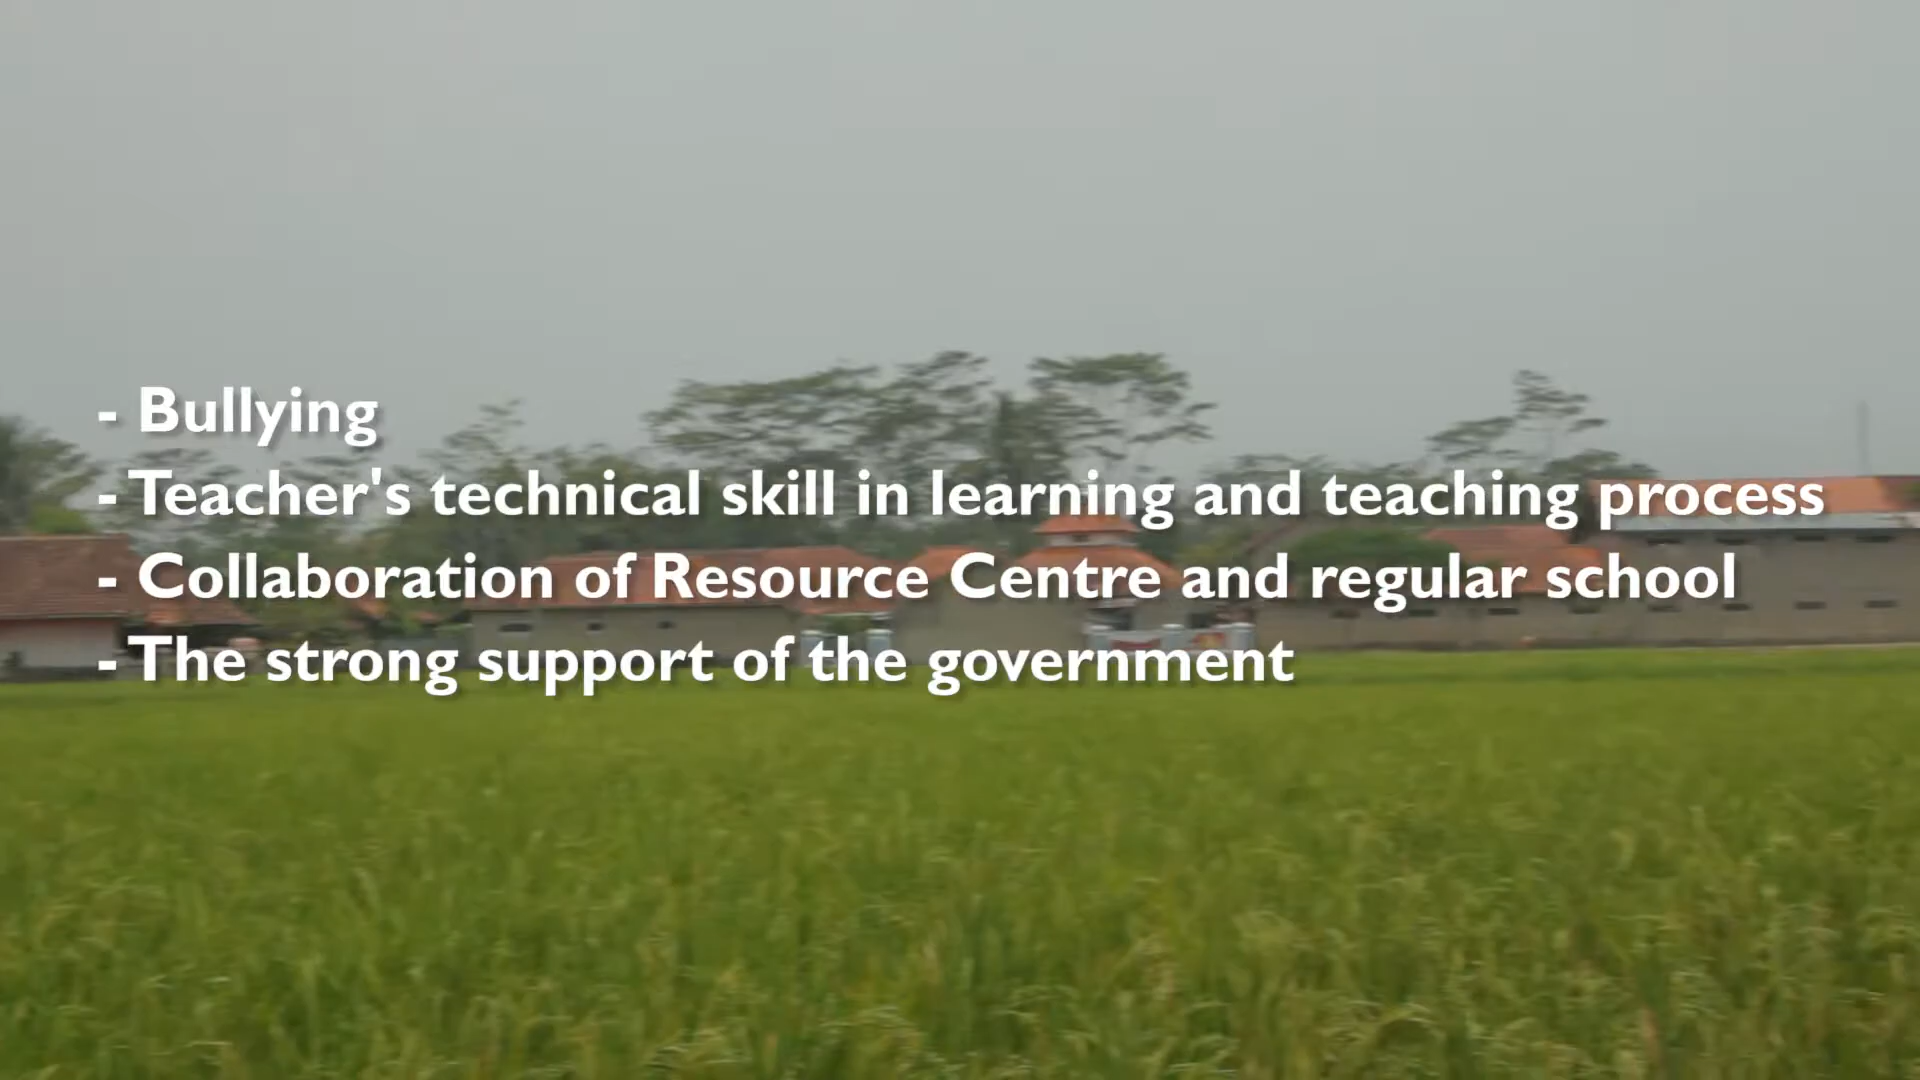 - Bullying
- Teacher's technical skill in learning and teaching process
- Collaboration of Resource Centre and regular school
- The strong support of the government